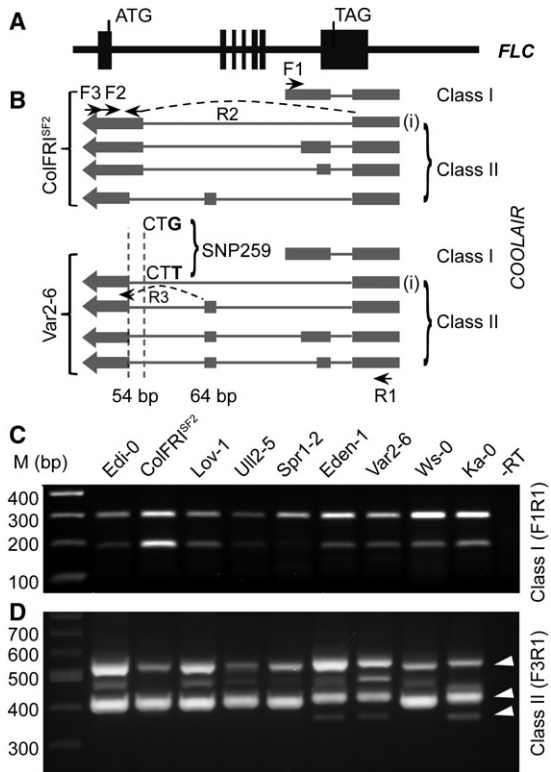 A
ATG
TAG
FLC
B
F1
F3 F2
R2
Class I
(i)
Class II
ColFRI^SF2
CTG
SNP259
CTT
R3
Class I
(i)
Class II
Var2-6
COOLAIR
54 bp
64 bp
R1
C
M (bp)
Edi-0
ColFRI^SF2
Lov-1
Ull2-5
Spr1-2
Eden-1
Var2-6
Ws-0
Ka-0
-RT
400
300
200
100
Class I (F1R1)
D
700
600
500
400
300
Class II (F3R1)